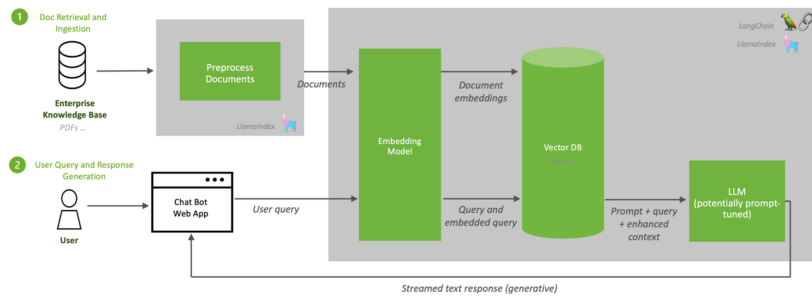 1
Doc Retrieval and
Ingestion
Enterprise
Knowledge Base
PDFs ...
Preprocess
Documents
LlamaIndex
Documents
Embedding
Model
Document
embeddings
Vector DB
LangChain
LlamaIndex
2
User Query and Response
Generation
User
Chat Bot
Web App
User query
Query and
embedded query
Prompt + query
+ enhanced
context
LLM
(potentially prompt-
tuned)
Streamed text response (generative)